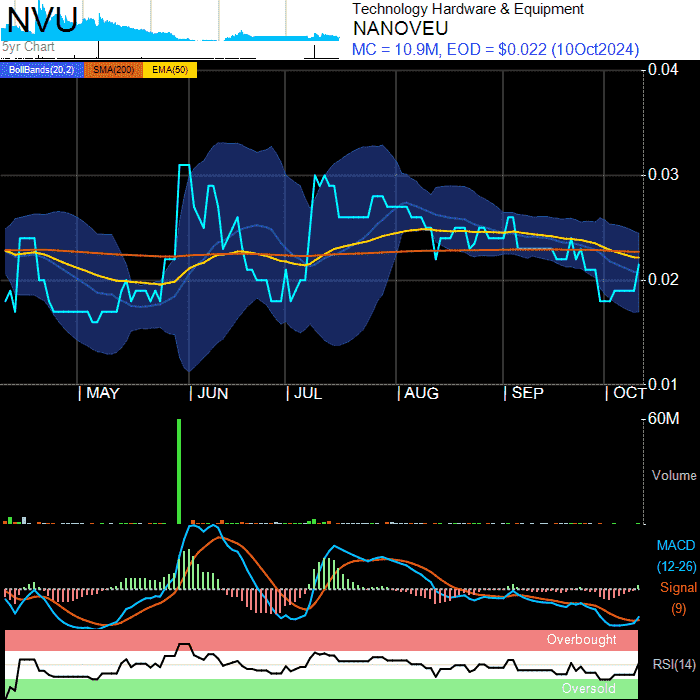 NVU
5yr Chart
Technology Hardware & Equipment
NANOVEU
MC = 10.9M, EOD = $0.022 (10Oct2024)
BollBands(20,2) SMA(200) EMA(50)
0.04
0.03
0.02
0.01
| MAY | JUN | JUL | AUG | SEP | OCT
60M
Volume
MACD
(12-26)
Signal
(9)
Overbought
RSI(14)
Oversold